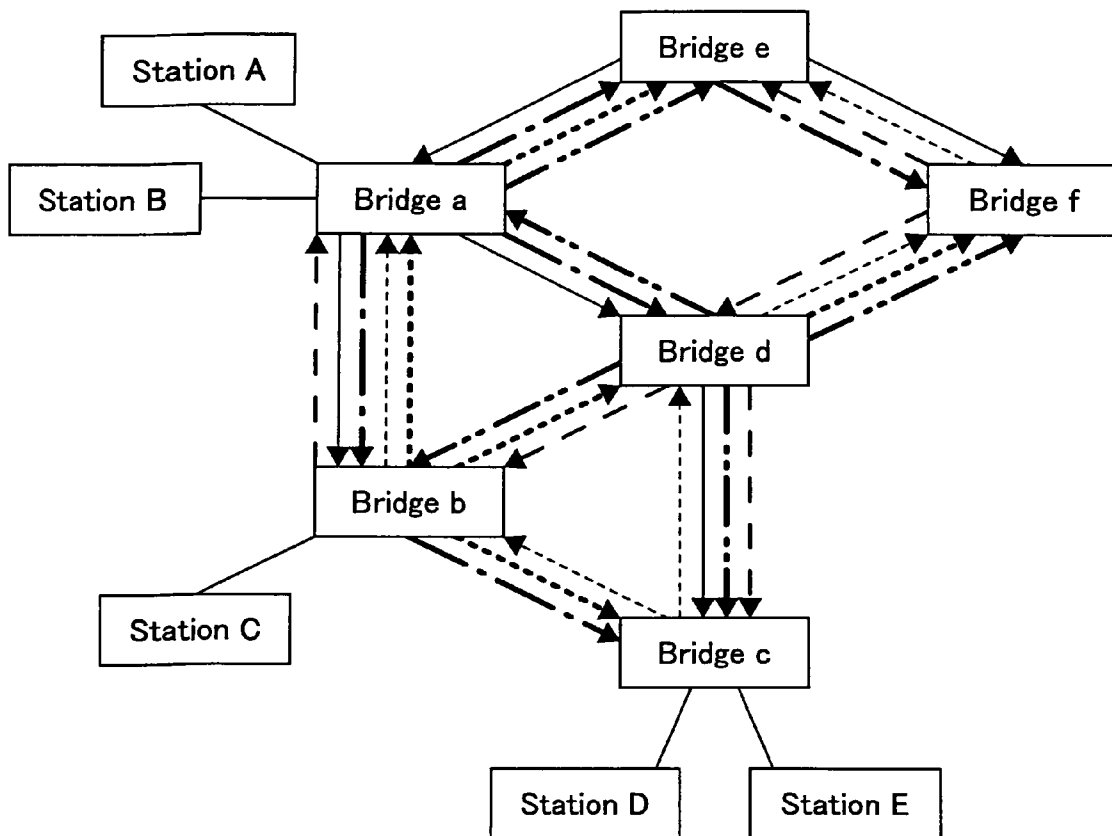 Bridge e
Station A
Station B
Bridge a
Bridge f
Bridge d
Bridge b
Station C
Bridge c
Station D
Station E